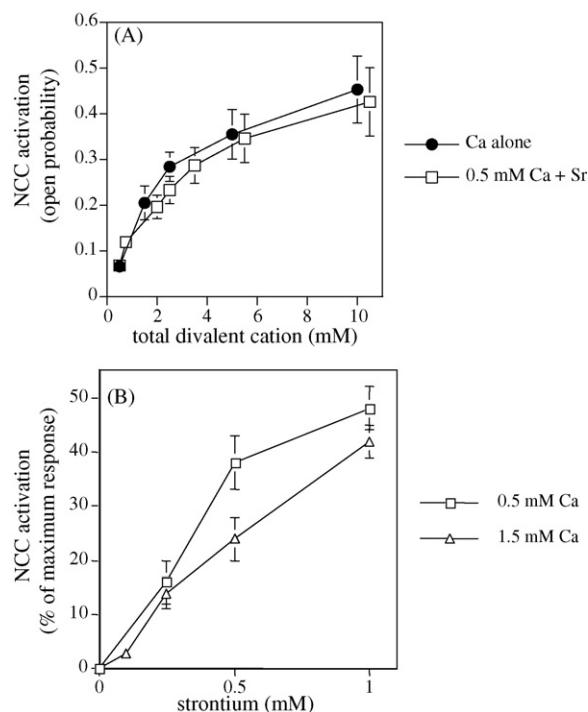 (A)
NCC activation
(open probability)
0.6
0.5
0.4
0.3
0.2
0.1
0
0 2 4 6 8 10
total divalent cation (mM)
Ca alone
0.5 mM Ca + Sr
(B)
NCC activation
(% of maximum response)
50
40
30
20
10
0
0 0.5 1
strontium (mM)
0.5 mM Ca
1.5 mM Ca